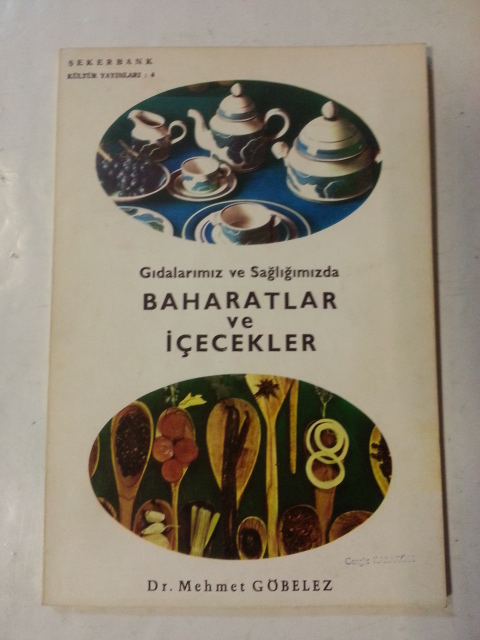 ŞEKERBANK
KÜLTÜR YAYINLARI : 4
Gıdalarımız ve Sağlığımızda
BAHARATLAR
ve
İÇECEKLER
Dr. Mehmet GÖBELEZ